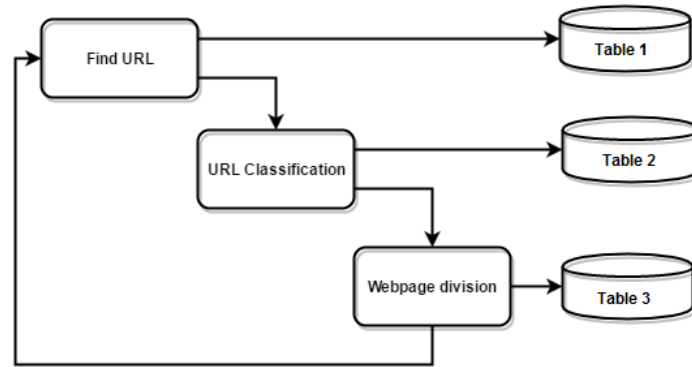 Find URL
Table 1
URL Classification
Table 2
Webpage division
Table 3